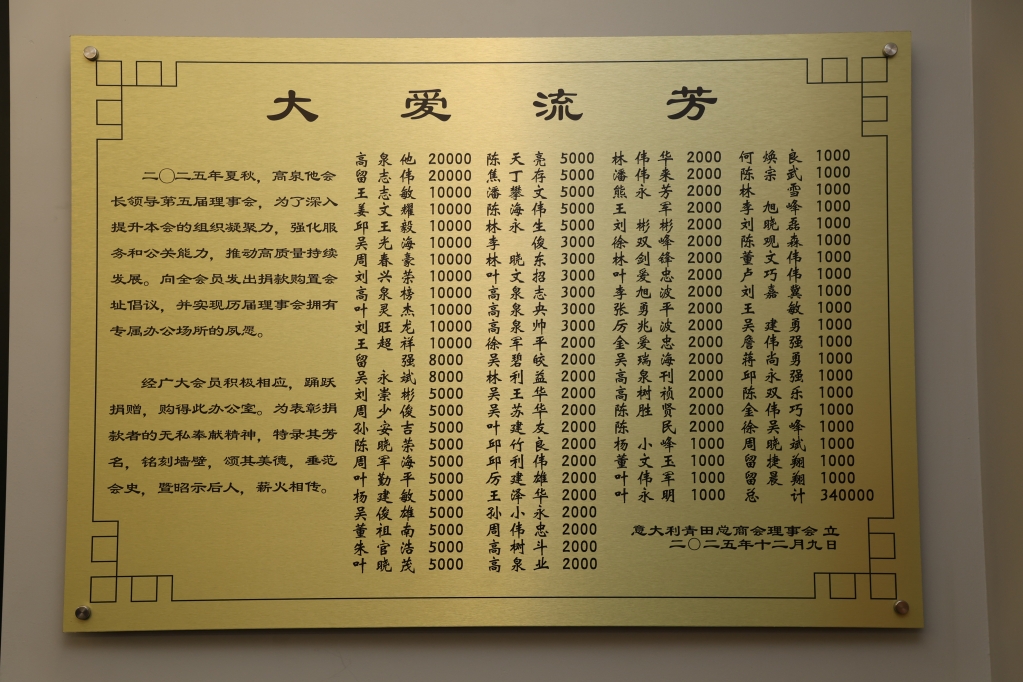 大爱流芳
二〇二五年夏秋，高泉他会
长领导第五届理事会，为了深入
提升本会的组织凝聚力，强化服
务和公关能力，推动高质量持续
发展。向全会员发出捐款购置会
址倡议，并实现历届理事会拥有
专属办公场所的夙愿。
经广大会员积极相应，踊跃
捐赠，购得此办公室。为表彰捐
款者的无私奉献精神，特录其芳
名，铭刻墙壁，颂其美德，垂范
会史，暨昭示后人，薪火相传。
高泉他 20000
留志伟 20000
王志敏 10000
姜文耀 10000
邱王毅 10000
吴光海 10000
周春豪 10000
刘兴荣 10000
高泉榜 10000
叶灵杰 10000
刘旺龙 10000
王超祥 10000
留强 8000
吴永斌 8000
刘崇彬 5000
周少俊 5000
孙安吉 5000
陈晓荣 5000
周军海 5000
叶勤平 5000
杨建敏 5000
吴俊雄 5000
董祖南 5000
朱官浩 5000
叶晓茂 5000
陈天亮 5000
焦丁存 5000
潘攀文 5000
陈海伟 5000
林永生 5000
李俊 3000
林晓东 3000
叶文招 3000
高泉志 3000
高泉央 3000
高泉帅 3000
徐军平 2000
吴碧皎 2000
林利益 2000
吴王华 2000
吴苏华 2000
叶建友 2000
邱竹良 2000
邱利伟 2000
厉建雄 2000
王泽华 2000
孙小永 2000
周伟忠 2000
高树斗 2000
高泉业 2000
林伟华 2000
潘伟来 2000
熊永芳 2000
王军 2000
刘彬彬 2000
徐双峰 2000
林剑锋 2000
叶爱忠 2000
李旭波 2000
张勇平 2000
厉兆波 2000
金爱忠 2000
吴瑞海 2000
高泉刊 2000
高树祯 2000
陈胜贤 2000
陈民 2000
杨小峰 1000
董文玉 1000
叶伟军 1000
叶永明 1000
何焕良 1000
陈宗武 1000
林雪 1000
李旭峰 1000
刘晓磊 1000
陈观森 1000
董文伟 1000
卢巧伟 1000
刘嘉冀 1000
王敏 1000
吴建勇 1000
詹伟强 1000
蒋尚勇 1000
邱永强 1000
陈双乐 1000
金伟巧 1000
徐吴峰 1000
周晓斌 1000
留捷翔 1000
留晨翔 1000
总计 340000
意大利青田总商会理事会 立
二〇二五年十二月九日